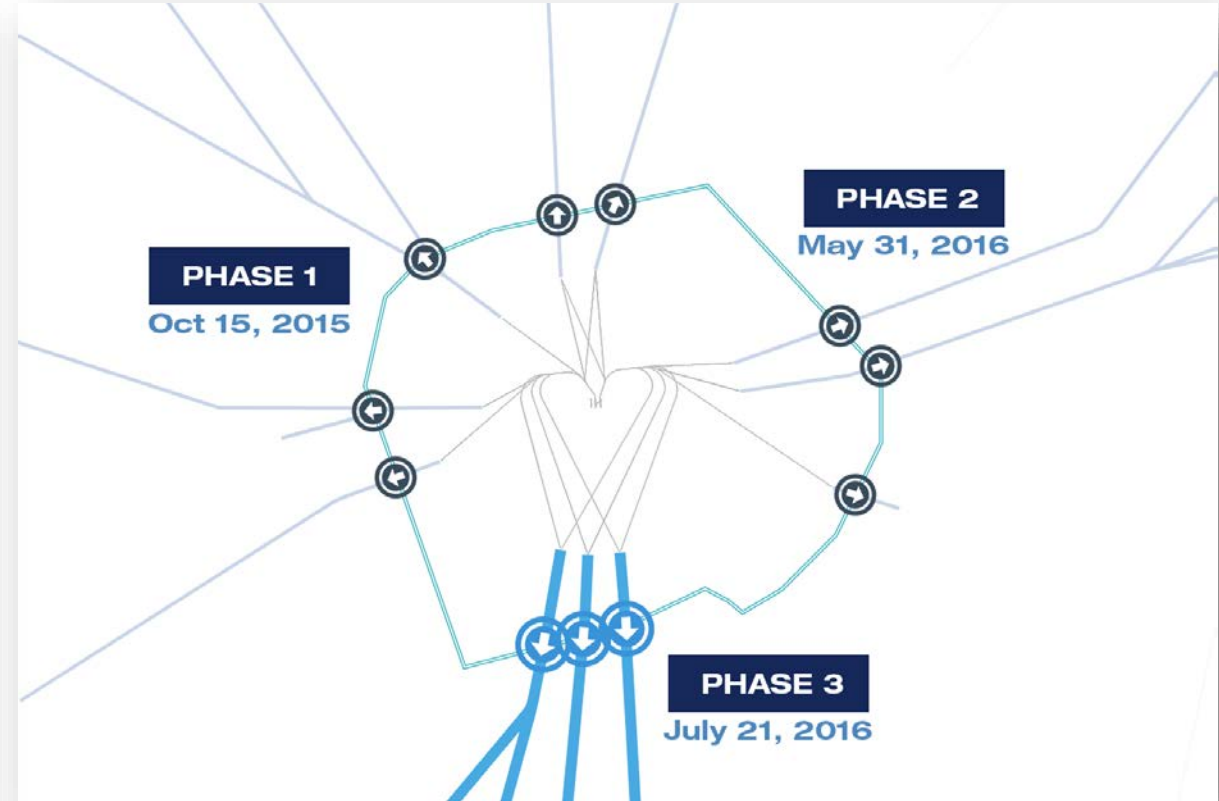 PHASE 1
Oct 15, 2015
PHASE 2
May 31, 2016
PHASE 3
July 21, 2016